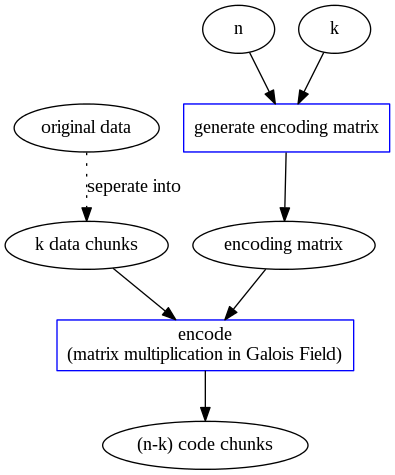 n
k
original data
generate encoding matrix
seperate into
k data chunks
encoding matrix
encode
(matrix multiplication in Galois Field)
(n-k) code chunks